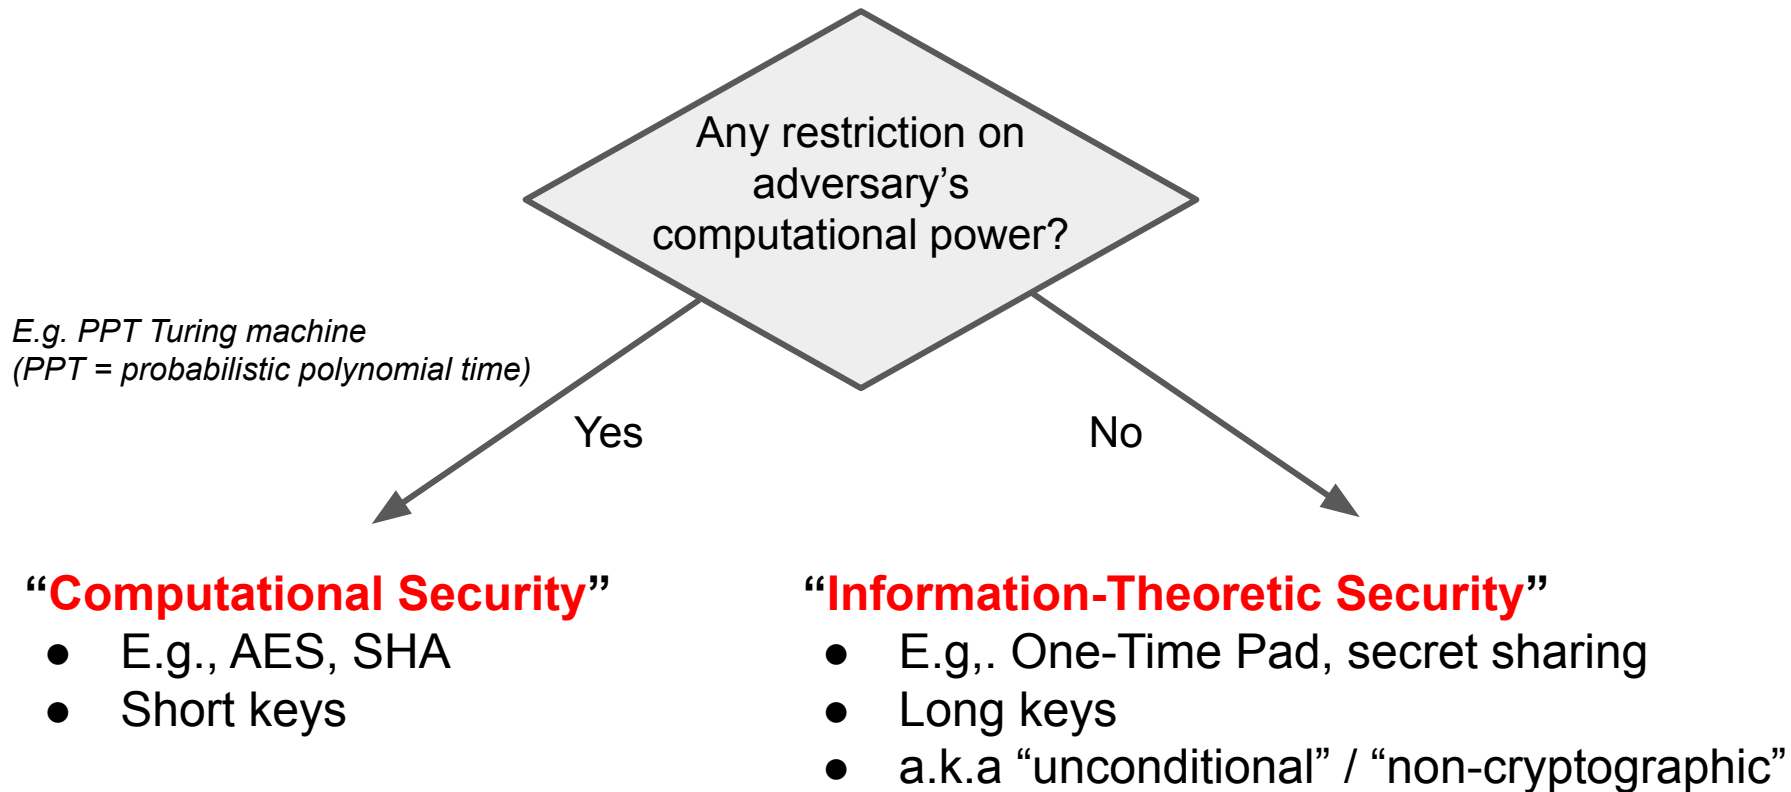 Any restriction on
adversary’s
computational power?
E.g. PPT Turing machine
(PPT = probabilistic polynomial time)
Yes
No
“Computational Security”
● E.g., AES, SHA
● Short keys
“Information-Theoretic Security”
● E.g,. One-Time Pad, secret sharing
● Long keys
● a.k.a “unconditional” / “non-cryptographic”